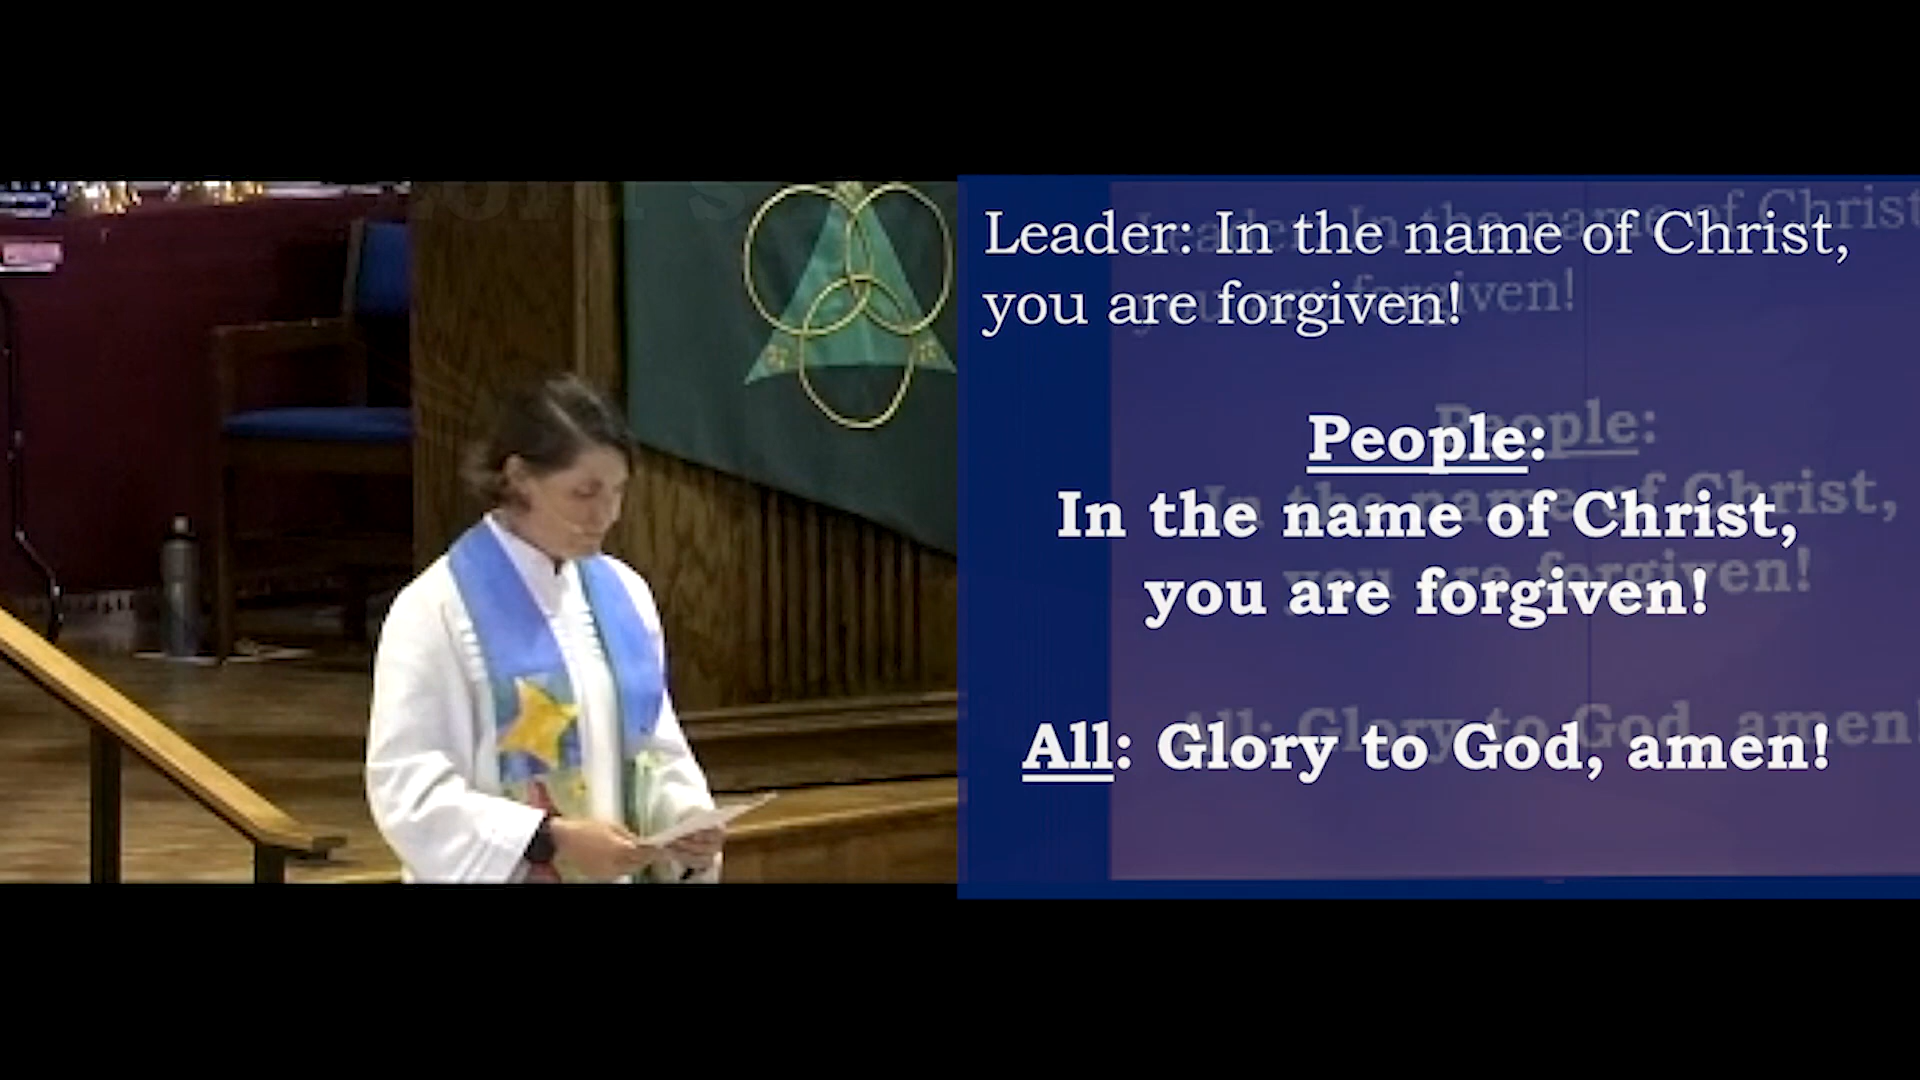 Leader: In the name of Christ,
you are forgiven!
People:
In the name of Christ,
you are forgiven!
All: Glory to God, amen!